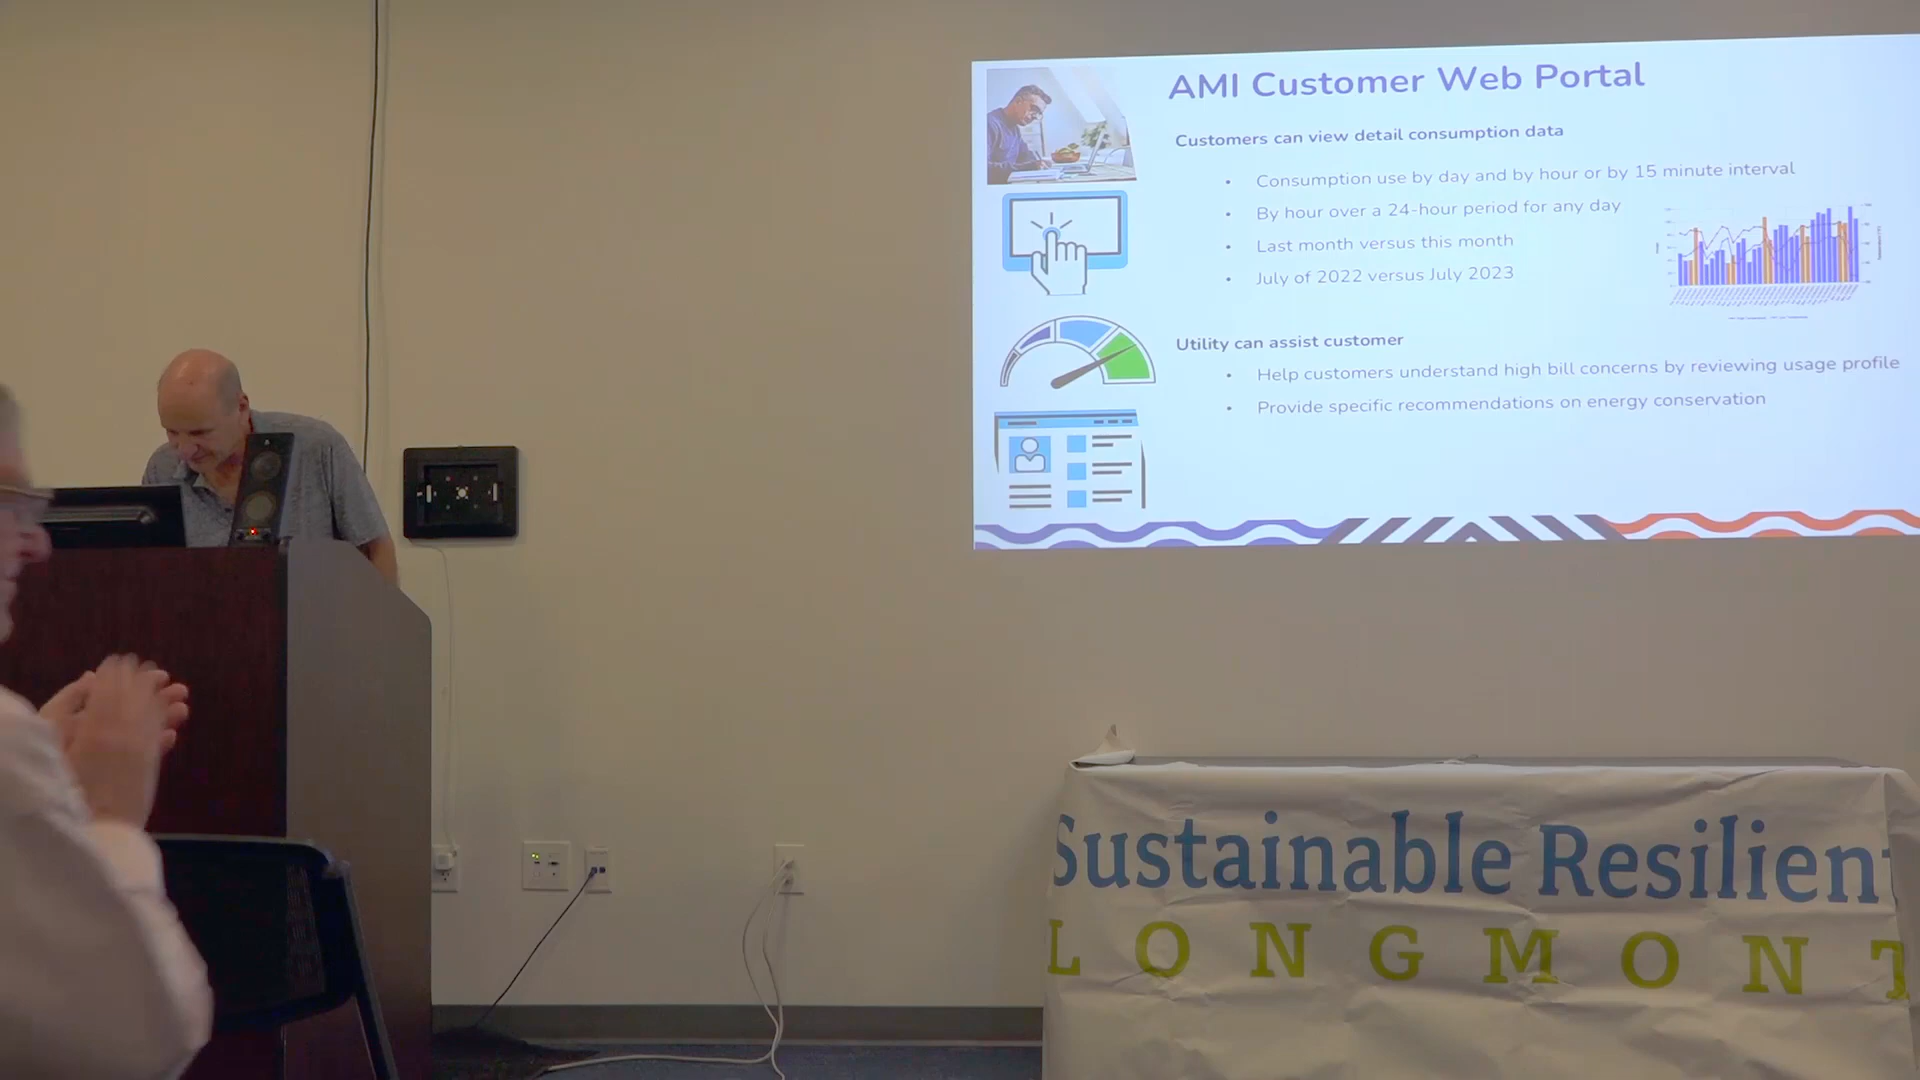 AMI Customer Web Portal
Customers can view detail consumption data
• Consumption use by day and by hour or by 15 minute interval
• By hour over a 24-hour period for any day
• Last month versus this month
• July of 2022 versus July 2023
Utility can assist customer
• Help customers understand high bill concerns by reviewing usage profile
• Provide specific recommendations on energy conservation
Sustainable Resilient
LONGMONT